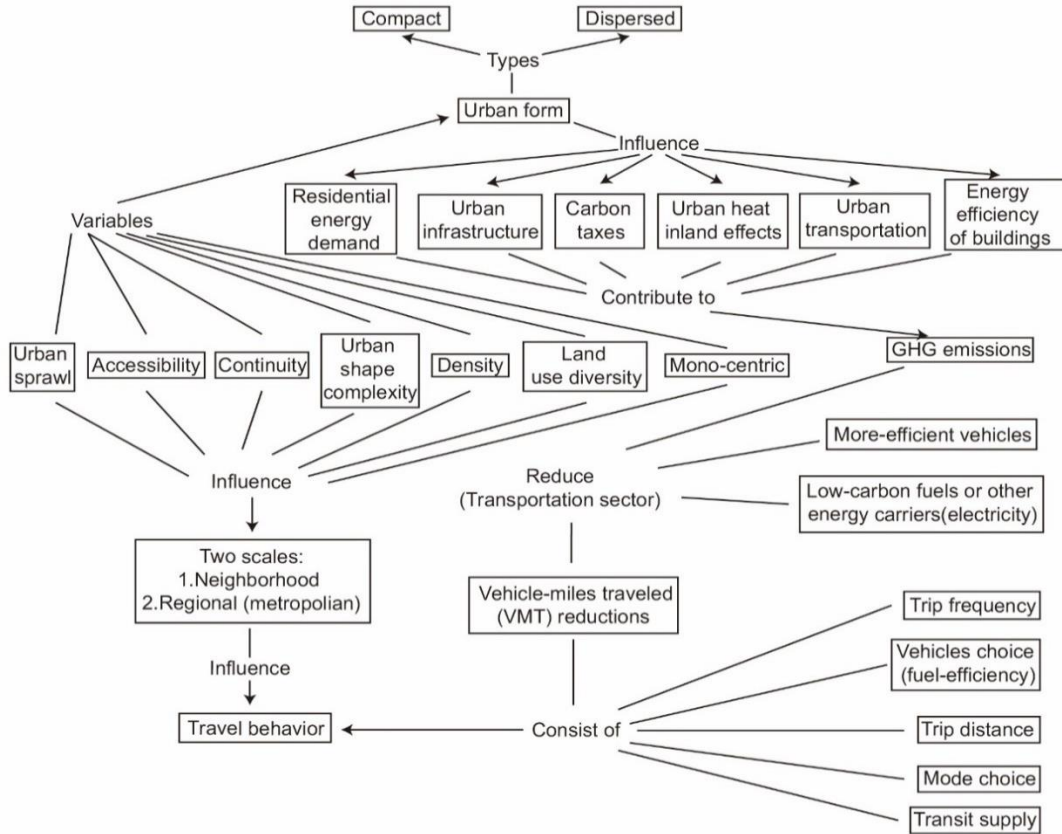 Compact
Dispersed
Types
Urban form
Influence
Variables
Residential
energy
demand
Urban
infrastructure
Carbon
taxes
Urban heat
inland effects
Urban
transportation
Energy
efficiency
of buildings
Contribute to
Urban
sprawl
Accessibility
Continuity
Urban
shape
complexity
Density
Land
use diversity
Mono-centric
GHG emissions
More-efficient vehicles
Influence
Reduce
(Transportation sector)
Low-carbon fuels or other
energy carriers(electricity)
Two scales:
1.Neighborhood
2.Regional (metropolian)
Vehicle-miles traveled
(VMT) reductions
Trip frequency
Vehicles choice
(fuel-efficiency)
Influence
Travel behavior
Consist of
Trip distance
Mode choice
Transit supply